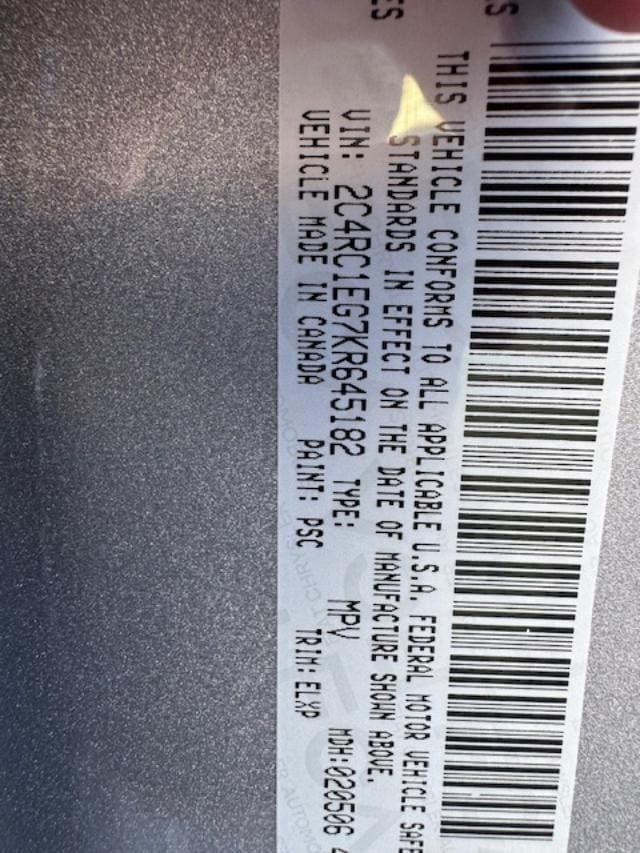 THIS VEHICLE CONFORMS TO ALL APPLICABLE U.S.A. FEDERAL MOTOR VEHICLE SAFE
STANDARDS IN EFFECT ON THE DATE OF MANUFACTURE SHOWN ABOVE.
VIN: 2C4RC1EG7KR645182 TYPE: MPV MDH:020506 4
VEHICLE MADE IN CANADA PAINT: PSC TRIM: ELXP